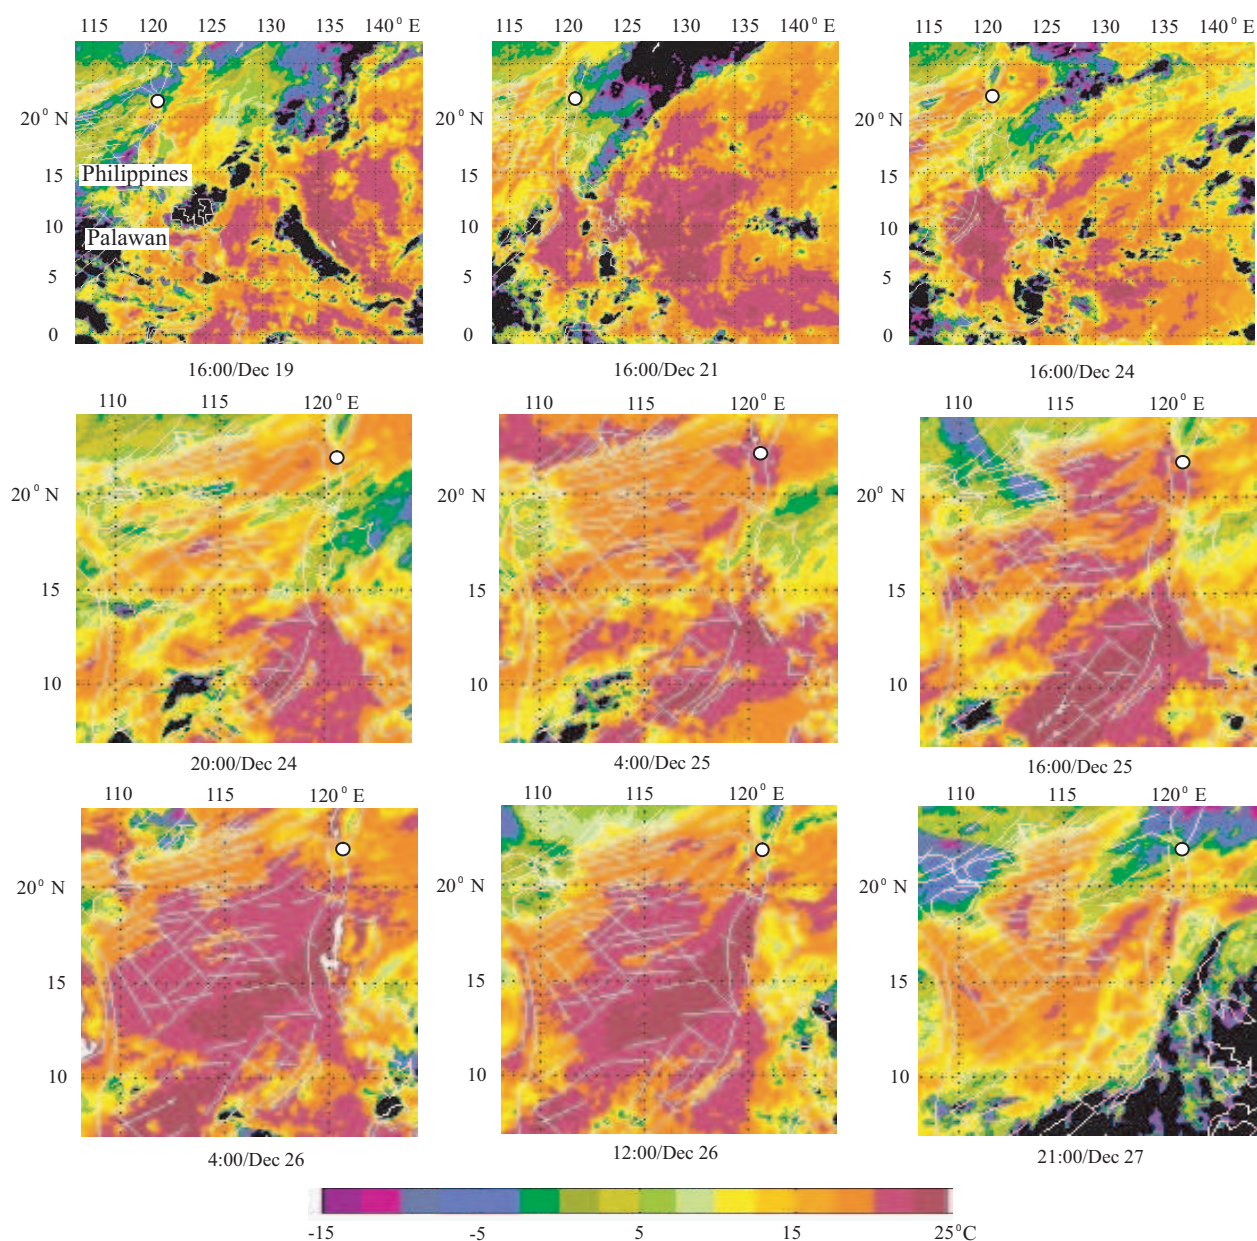 115 120 125 130 135 140° E
115 120 125 130 135 140° E
115 120 125 130 135 140° E
20° N
15
10
5
0
Philippines
Palawan
20° N
15
10
5
0
20° N
15
10
5
0
16:00/Dec 19
16:00/Dec 21
16:00/Dec 24
110 115 120° E
110 115 120° E
110 115 120° E
20° N
15
10
20° N
15
10
20° N
15
10
20:00/Dec 24
4:00/Dec 25
16:00/Dec 25
110 115 120° E
110 115 120° E
110 115 120° E
20° N
15
10
20° N
15
10
20° N
15
10
4:00/Dec 26
12:00/Dec 26
21:00/Dec 27
-15 -5 5 15 25°C